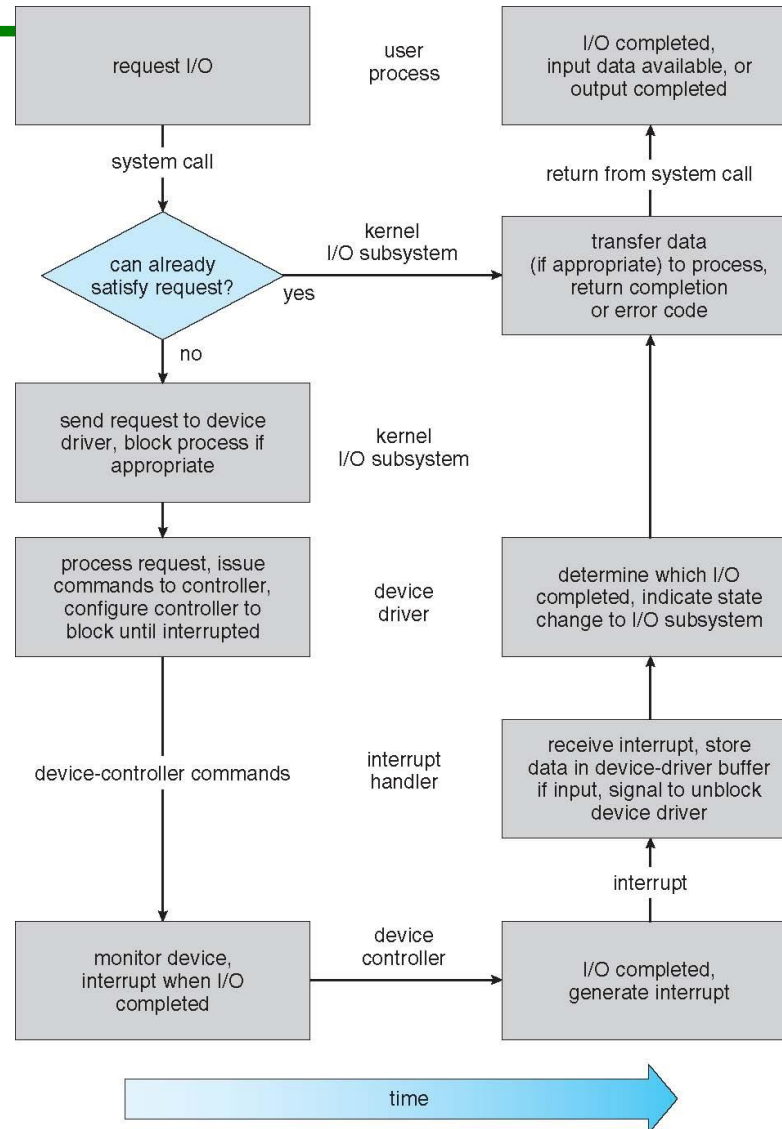 request I/O
user
process
I/O completed,
input data available, or
output completed
system call
return from system call
can already
satisfy request?
kernel
I/O subsystem
yes
transfer data
(if appropriate) to process,
return completion
or error code
no
send request to device
driver, block process if
appropriate
kernel
I/O subsystem
process request, issue
commands to controller,
configure controller to
block until interrupted
device
driver
determine which I/O
completed, indicate state
change to I/O subsystem
device-controller commands
interrupt
handler
receive interrupt, store
data in device-driver buffer
if input, signal to unblock
device driver
interrupt
monitor device,
interrupt when I/O
completed
device
controller
I/O completed,
generate interrupt
time